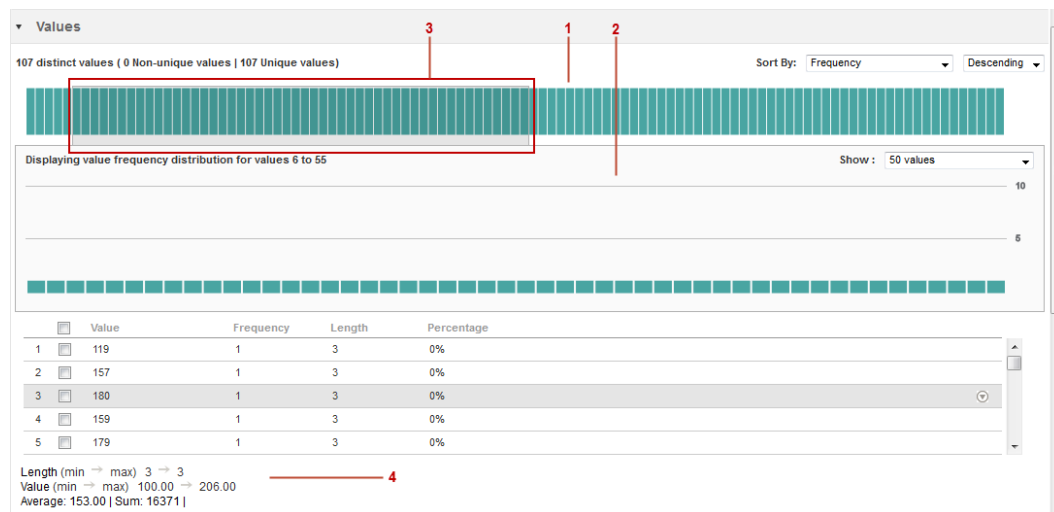 Values
3
1
2
107 distinct values ( 0 Non-unique values | 107 Unique values)
Sort By: Frequency Descending
Displaying value frequency distribution for values 6 to 55
Show : 50 values
10
5
Value Frequency Length Percentage
1 119 1 3 0%
2 157 1 3 0%
3 180 1 3 0%
4 159 1 3 0%
5 179 1 3 0%
Length (min → max) 3 → 3
4
Value (min → max) 100.00 → 206.00
Average: 153.00 | Sum: 16371 |